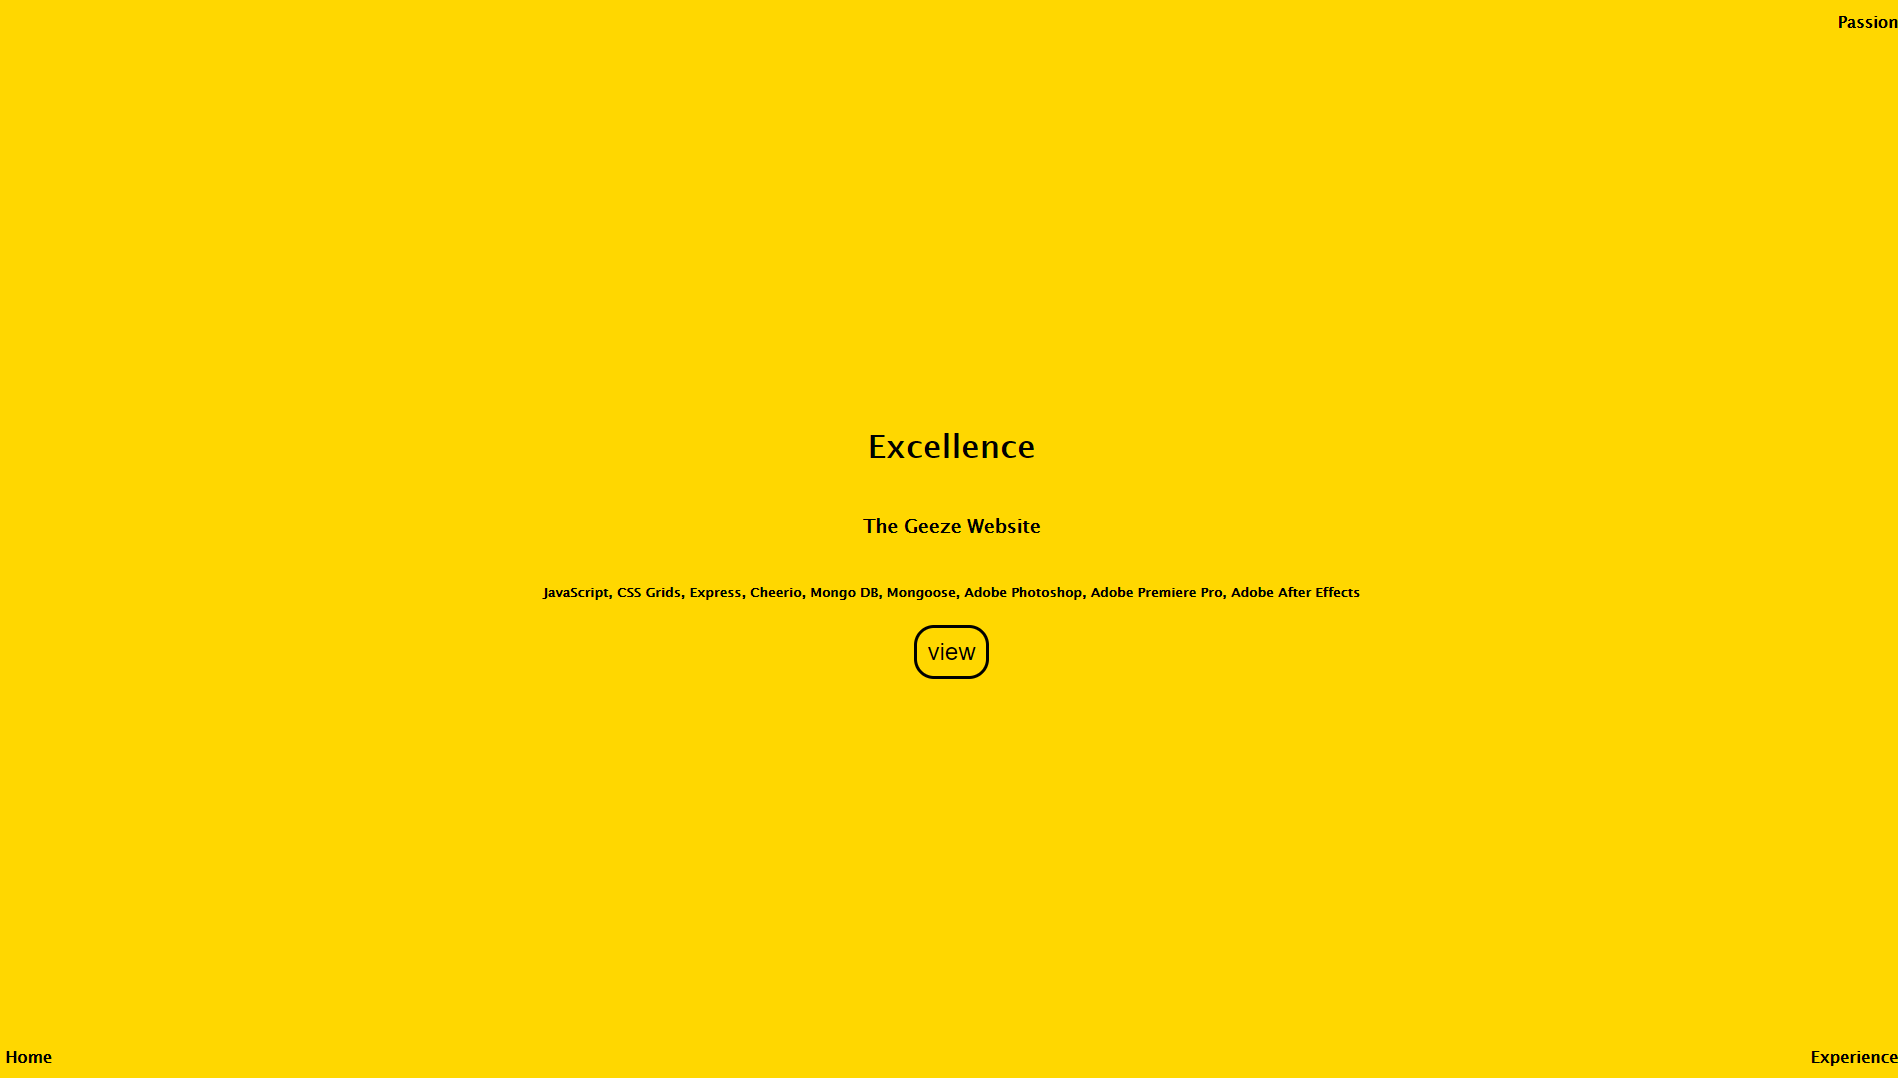 Passion
Excellence
The Geeze Website
JavaScript, CSS Grids, Express, Cheerio, Mongo DB, Mongoose, Adobe Photoshop, Adobe Premiere Pro, Adobe After Effects
view
Home
Experience